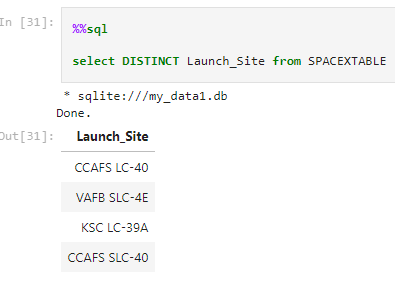 In [31]:
%%sql
select DISTINCT Launch_Site from SPACEXTABLE
* sqlite:///my_data1.db
Done.
Out[31]:
Launch_Site
CCAFS LC-40
VAFB SLC-4E
KSC LC-39A
CCAFS SLC-40